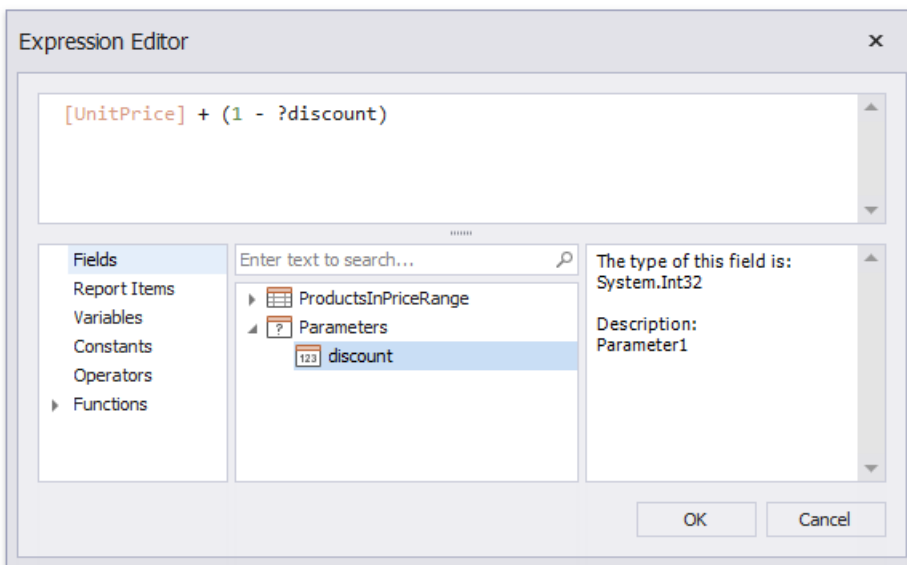 Expression Editor
[UnitPrice] + (1 - ?discount)
Fields
Report Items
Variables
Constants
Operators
Functions
Enter text to search...
ProductsInPriceRange
? Parameters
123 discount
The type of this field is:
System.Int32
Description:
Parameter1
OK
Cancel